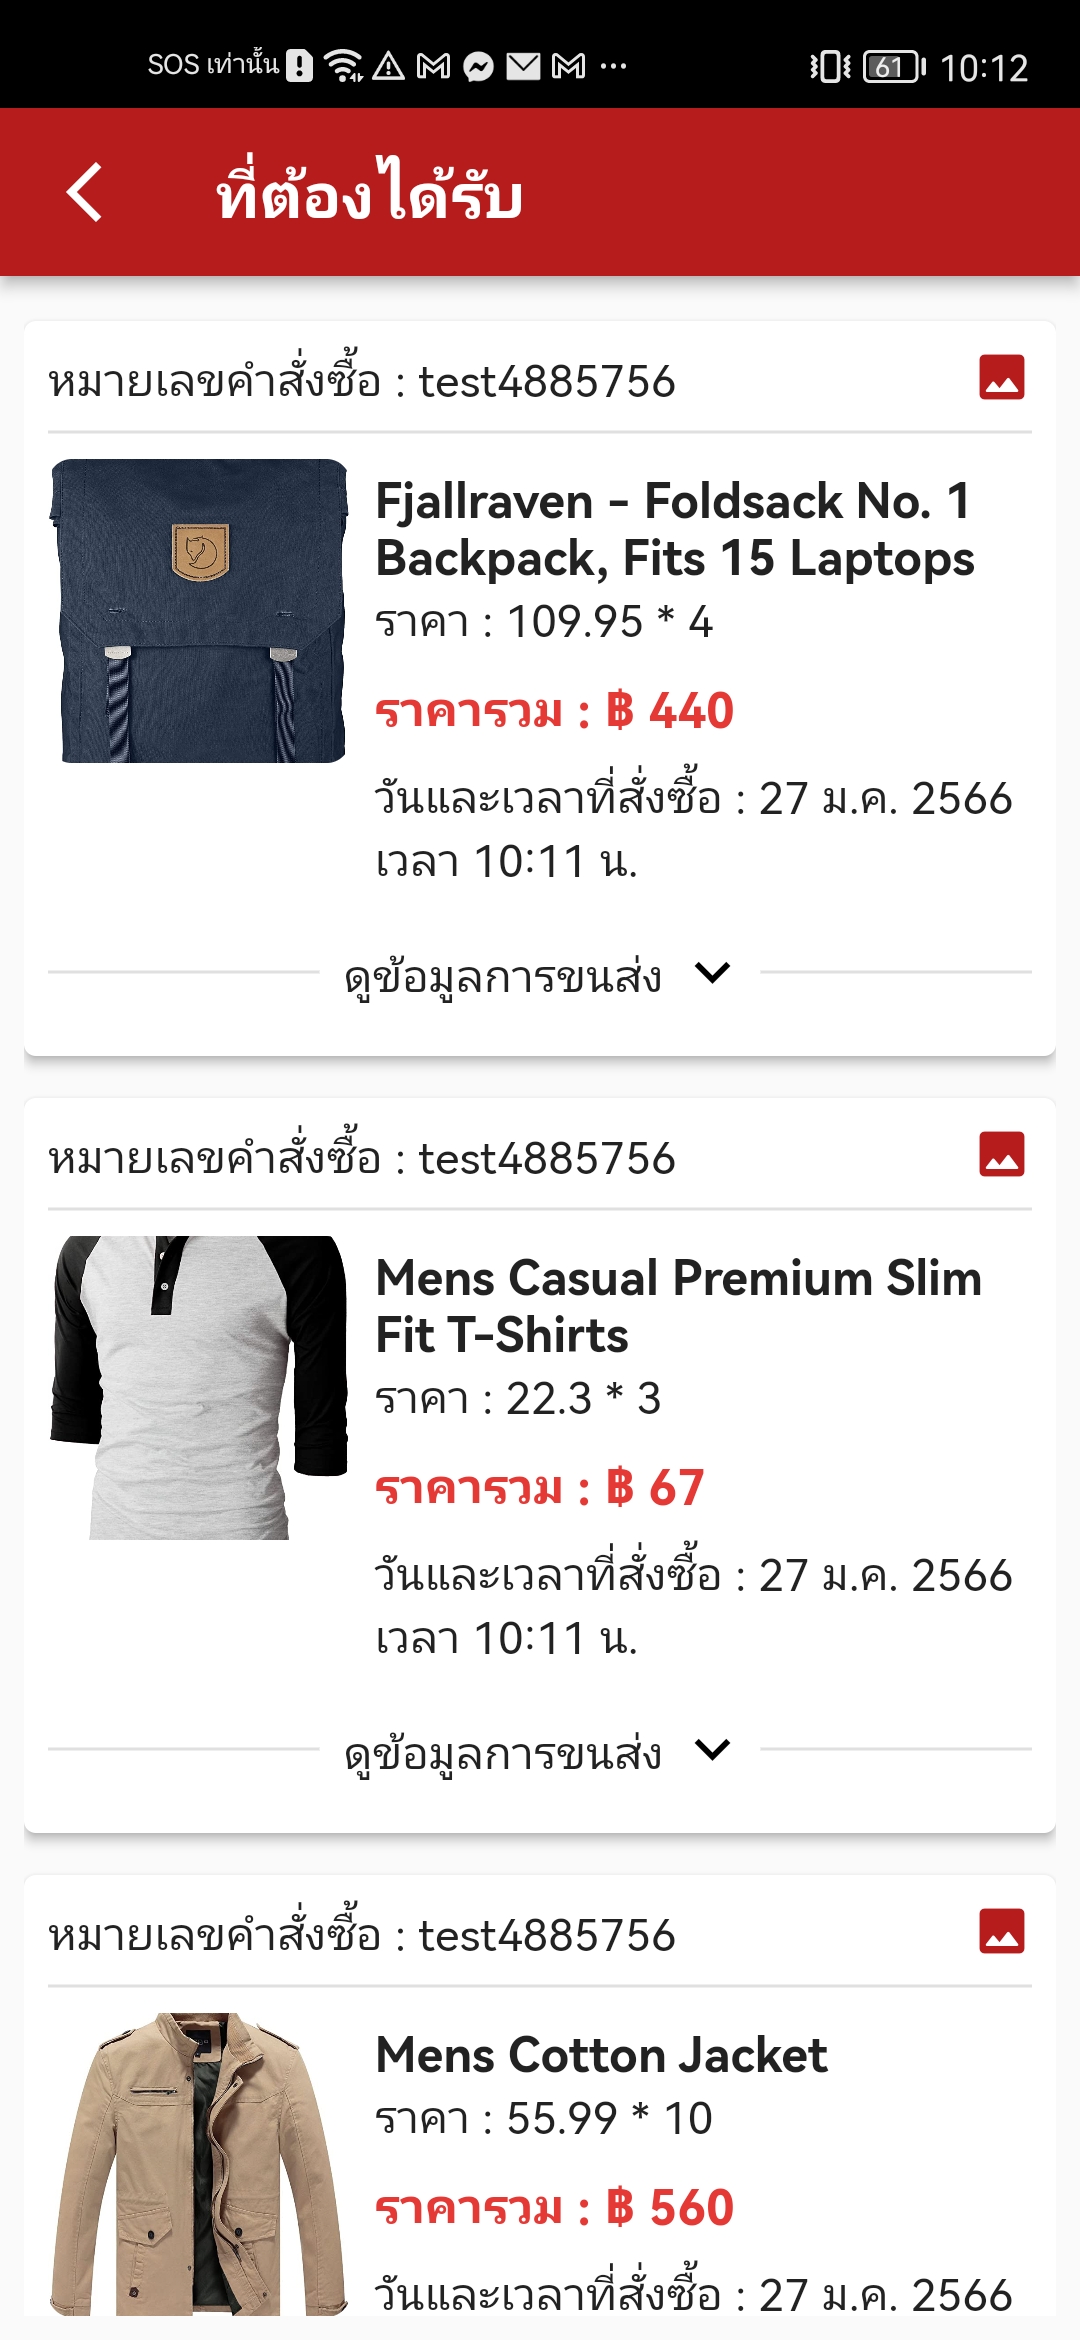 SOS เท่านั้น
61 10:12
ที่ต้องได้รับ
หมายเลขคำสั่งซื้อ : test4885756
Fjallraven - Foldsack No. 1
Backpack, Fits 15 Laptops
ราคา : 109.95 * 4
ราคารวม : ฿ 440
วันและเวลาที่สั่งซื้อ : 27 ม.ค. 2566
เวลา 10:11 น.
ดูข้อมูลการขนส่ง
หมายเลขคำสั่งซื้อ : test4885756
Mens Casual Premium Slim
Fit T-Shirts
ราคา : 22.3 * 3
ราคารวม : ฿ 67
วันและเวลาที่สั่งซื้อ : 27 ม.ค. 2566
เวลา 10:11 น.
ดูข้อมูลการขนส่ง
หมายเลขคำสั่งซื้อ : test4885756
Mens Cotton Jacket
ราคา : 55.99 * 10
ราคารวม : ฿ 560
วันและเวลาที่สั่งซื้อ : 27 ม.ค. 2566